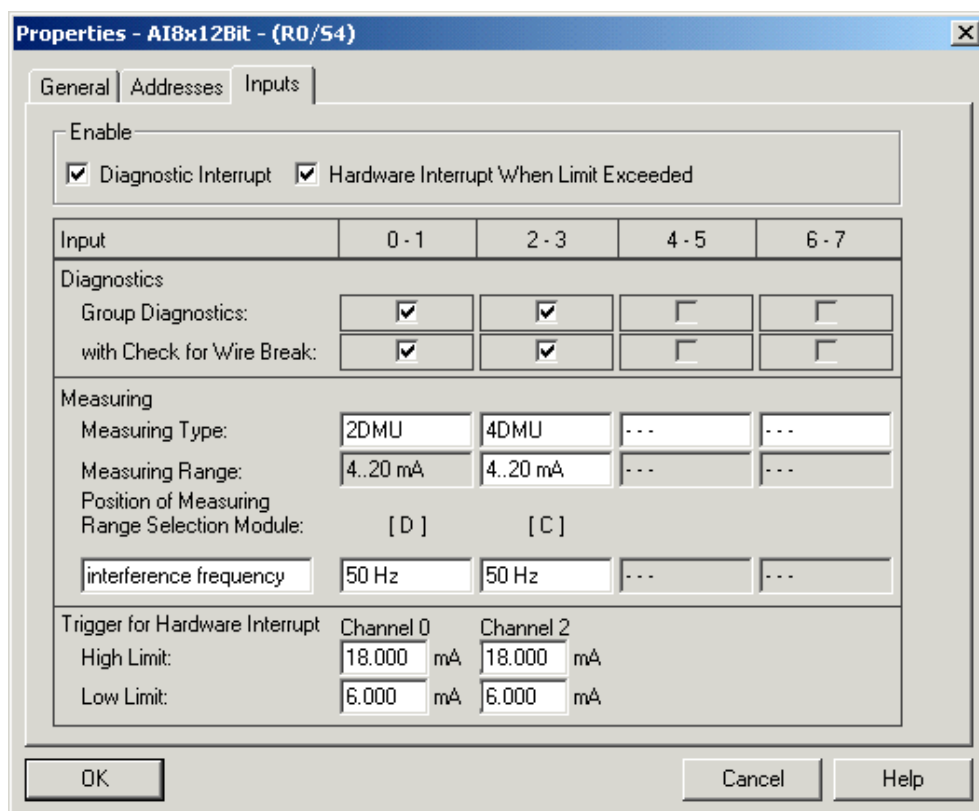 Properties - AI8x12Bit - (R0/S4)
General Addresses Inputs
Enable
Diagnostic Interrupt Hardware Interrupt When Limit Exceeded
Input 0 - 1 2 - 3 4 - 5 6 - 7
Diagnostics
Group Diagnostics:
with Check for Wire Break:
Measuring
Measuring Type: 2DMU 4DMU - - - - - -
Measuring Range: 4..20 mA 4..20 mA - - - - - -
Position of Measuring
Range Selection Module: [ D ] [ C ]
interference frequency 50 Hz 50 Hz - - - - - -
Trigger for Hardware Interrupt Channel 0 Channel 2
High Limit: 18.000 mA 18.000 mA
Low Limit: 6.000 mA 6.000 mA
OK Cancel Help